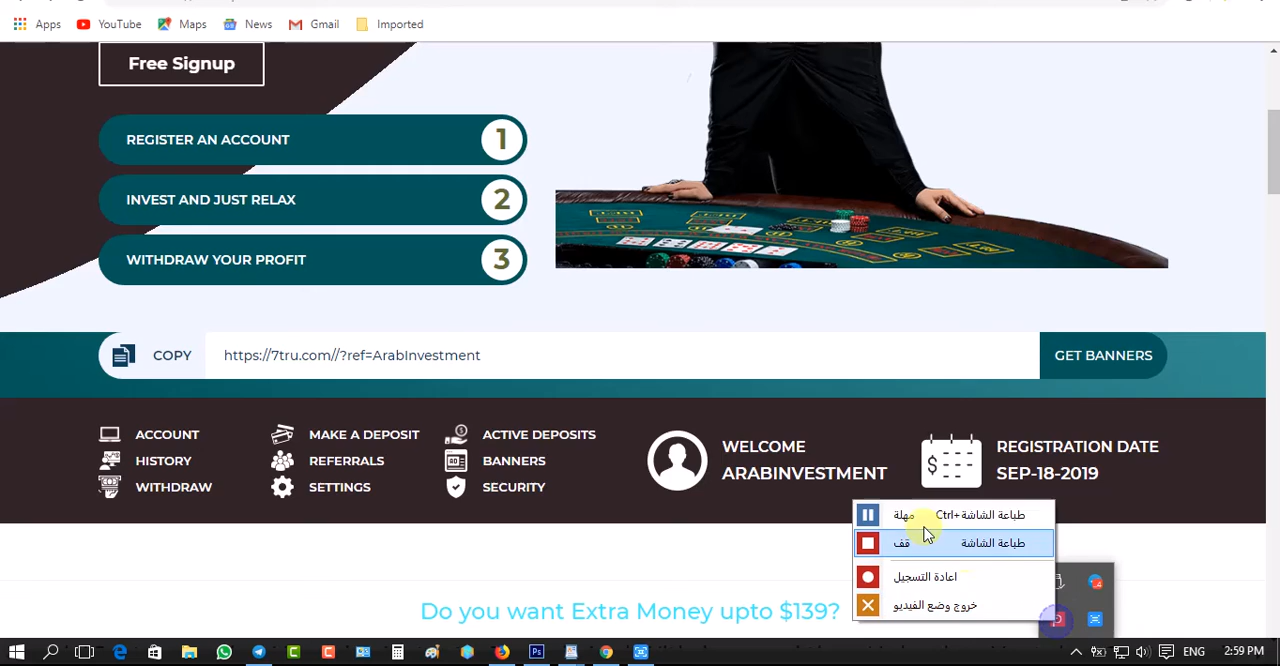 Apps YouTube Maps News Gmail Imported
Free Signup
REGISTER AN ACCOUNT 1
INVEST AND JUST RELAX 2
WITHDRAW YOUR PROFIT 3
COPY https://7tru.com//?ref=ArabInvestment GET BANNERS
ACCOUNT MAKE A DEPOSIT ACTIVE DEPOSITS
HISTORY REFERRALS BANNERS
WITHDRAW SETTINGS SECURITY
WELCOME
ARABINVESTMENT
REGISTRATION DATE
SEP-18-2019
مهلة Ctrl+طباعة الشاشة
قف طباعة الشاشة
اعادة التسجيل
خروج وضع الفيديو
Do you want Extra Money upto $139?
ENG 2:59 PM